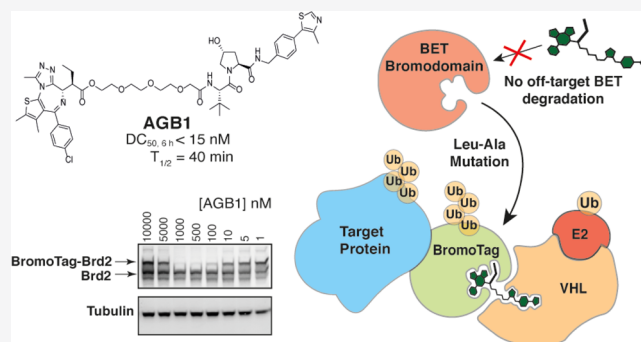 HO
N
S
N
N
N
O
O
O
O
O
O
H
N
O
N
O
N
H
S
N
Cl
AGB1
DC50, 6 h < 15 nM
T1/2 = 40 min
[AGB1] nM
10000
5000
1000
500
100
10
5
1
BromoTag-Brd2
Brd2
Tubulin
BET
Bromodomain
No off-target BET
degradation
Leu-Ala
Mutation
Ub
Ub
Ub
Ub
Ub
Ub
Ub
Ub
Ub
Target
Protein
BromoTag
E2
VHL